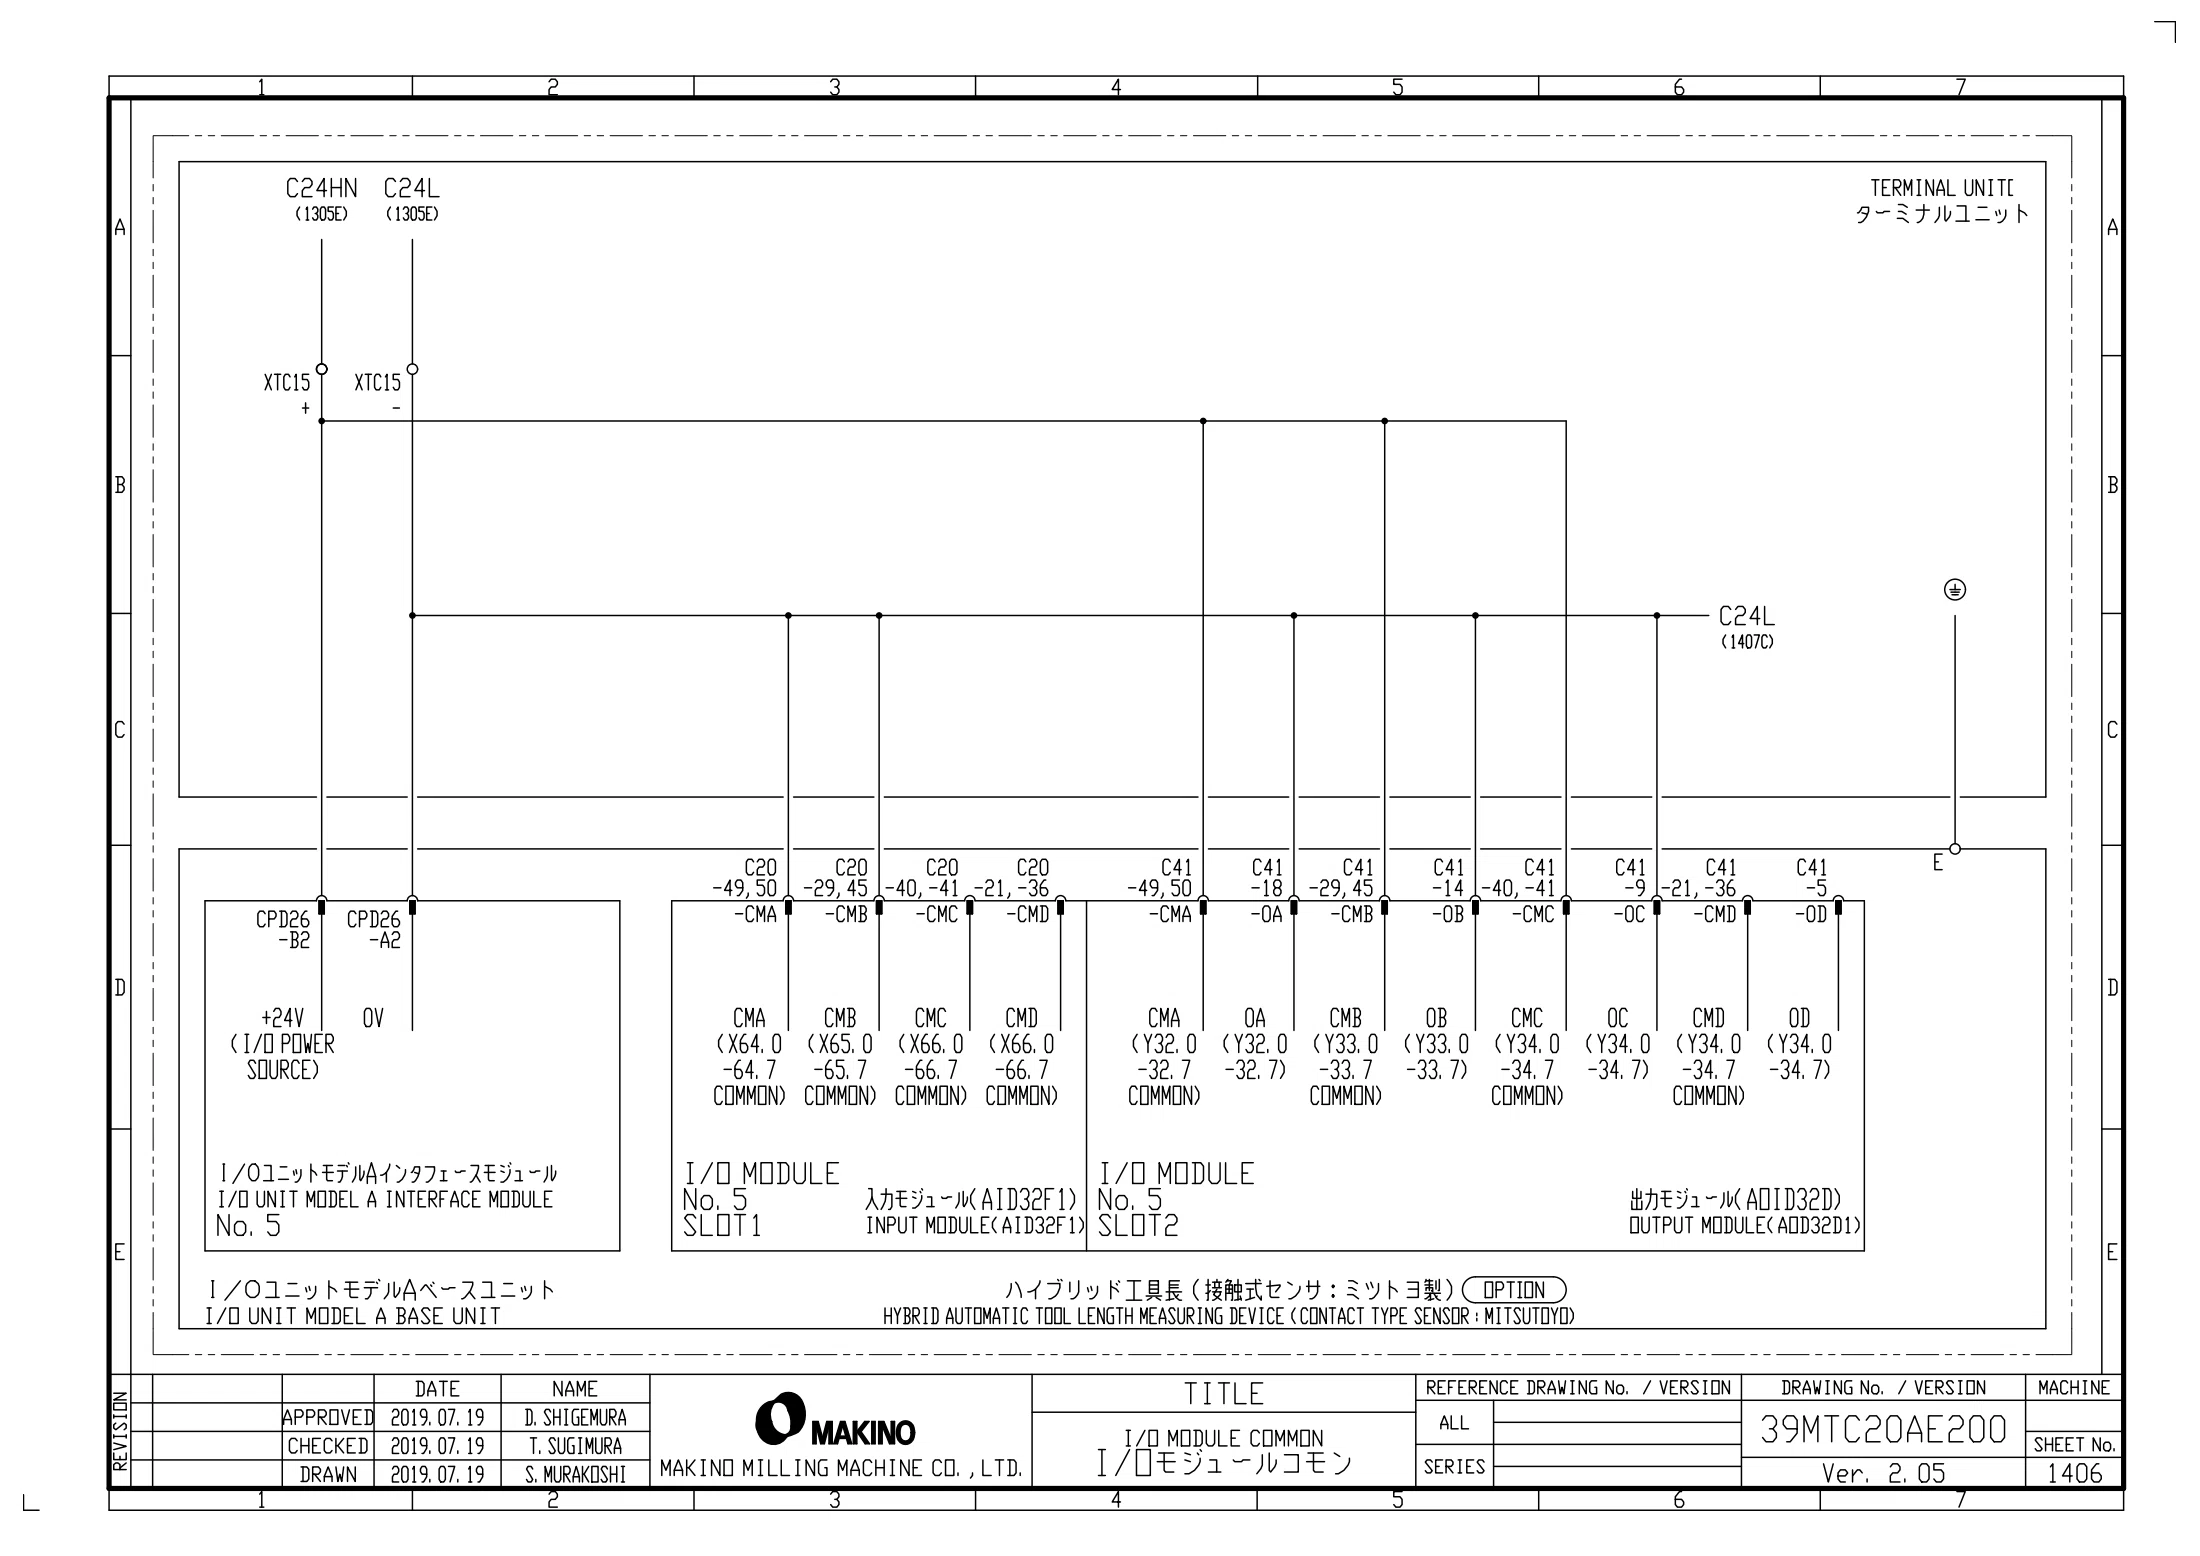 1 2 3 4 5 6 7
C24HN C24L
(1305E) (1305E)
TERMINAL UNIT[
ターミナルユニット
A A
XTC15 XTC15
+ -
B B
C24L
(1407C)
C C
E
C20 C20 C20 C20 C41 C41 C41 C41 C41 C41 C41 C41
-49,50 -29,45 -40,-41 -21,-36 -49,50 -18 -29,45 -14 -40,-41 -9 -21,-36 -5
-CMA -CMB -CMC -CMD -CMA -OA -CMB -OB -CMC -OC -CMD -OD
CPD26 CPD26
-B2 -A2
D D
+24V 0V CMA CMB CMC CMD CMA OA CMB OB CMC OC CMD OD
(I/O POWER (X64.0 (X65.0 (X66.0 (X66.0 (Y32.0 (Y32.0 (Y33.0 (Y33.0 (Y34.0 (Y34.0 (Y34.0 (Y34.0
SOURCE) -64.7 -65.7 -66.7 -66.7 -32.7 -32.7) -33.7 -33.7) -34.7 -34.7) -34.7 -34.7)
COMMON) COMMON) COMMON) COMMON) COMMON) COMMON) COMMON) COMMON)
I/OユニットモデルAインタフェースモジュール
I/O UNIT MODEL A INTERFACE MODULE
No.5
I/O MODULE
No.5 入力モジュール(AID32F1)
SLOT1 INPUT MODULE(AID32F1)
I/O MODULE
No.5 出力モジュール(AOID32D)
SLOT2 OUTPUT MODULE(AOD32D1)
E E
I/OユニットモデルAベースユニット
I/O UNIT MODEL A BASE UNIT
ハイブリッド工具長(接触式センサ:ミツトヨ製) OPTION
HYBRID AUTOMATIC TOOL LENGTH MEASURING DEVICE(CONTACT TYPE SENSOR:MITSUTOYO)
REVISION
DATE NAME
APPROVED 2019.07.19 D.SHIGEMURA
CHECKED 2019.07.19 T.SUGIMURA
DRAWN 2019.07.19 S.MURAKOSHI
MAKINO
MAKINO MILLING MACHINE CO.,LTD.
TITLE
I/O MODULE COMMON
I/Oモジュールコモン
REFERENCE DRAWING No. / VERSION
ALL
SERIES
DRAWING No. / VERSION
39MTC20AE200
Ver. 2.05
MACHINE
SHEET No.
1406
1 2 3 4 5 6 7